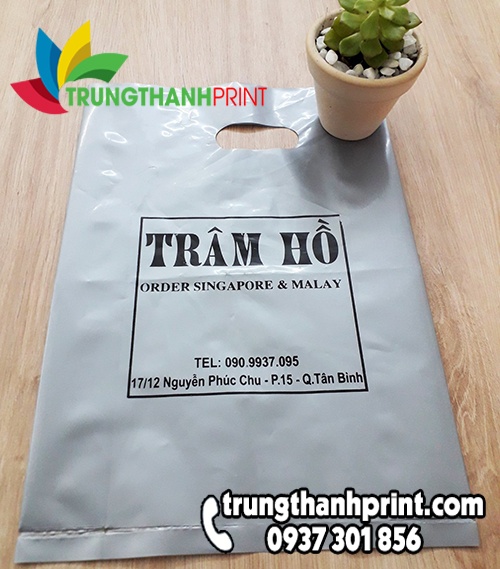 TRUNGTHANHPRINT
TRÂM HỒ
ORDER SINGAPORE & MALAY
TEL: 090.9937.095
17/12 Nguyễn Phúc Chu - P.15 - Q.Tân Bình
trungthanhprint.com
0937 301 856